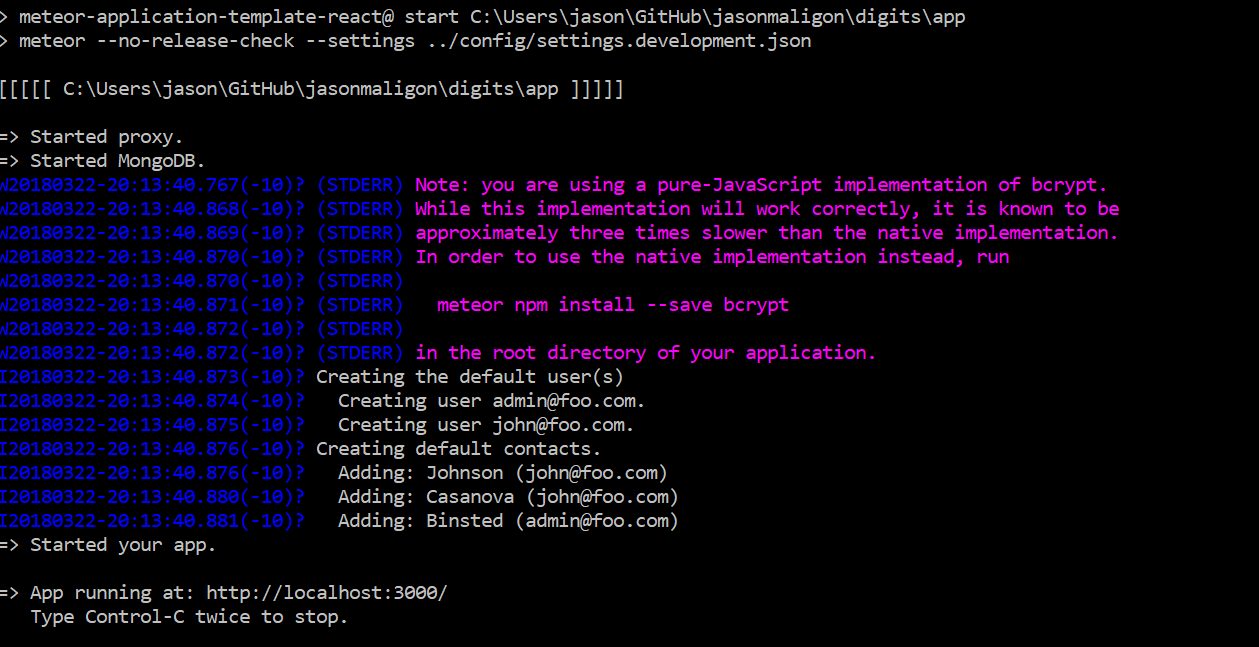 > meteor-application-template-react@ start C:\Users\jason\GitHub\jasonmaligon\digits\app
> meteor --no-release-check --settings ../config/settings.development.json
[[[[[ C:\Users\jason\GitHub\jasonmaligon\digits\app ]]]]]
=> Started proxy.
=> Started MongoDB.
W20180322-20:13:40.767(-10)? (STDERR) Note: you are using a pure-JavaScript implementation of bcrypt.
W20180322-20:13:40.868(-10)? (STDERR) While this implementation will work correctly, it is known to be
W20180322-20:13:40.869(-10)? (STDERR) approximately three times slower than the native implementation.
W20180322-20:13:40.870(-10)? (STDERR) In order to use the native implementation instead, run
W20180322-20:13:40.870(-10)? (STDERR)
W20180322-20:13:40.871(-10)? (STDERR)   meteor npm install --save bcrypt
W20180322-20:13:40.872(-10)? (STDERR)
W20180322-20:13:40.872(-10)? (STDERR) in the root directory of your application.
I20180322-20:13:40.873(-10)? Creating the default user(s)
I20180322-20:13:40.874(-10)?   Creating user admin@foo.com.
I20180322-20:13:40.875(-10)?   Creating user john@foo.com.
I20180322-20:13:40.876(-10)? Creating default contacts.
I20180322-20:13:40.876(-10)?   Adding: Johnson (john@foo.com)
I20180322-20:13:40.880(-10)?   Adding: Casanova (john@foo.com)
I20180322-20:13:40.881(-10)?   Adding: Binsted (admin@foo.com)
=> Started your app.
=> App running at: http://localhost:3000/
   Type Control-C twice to stop.